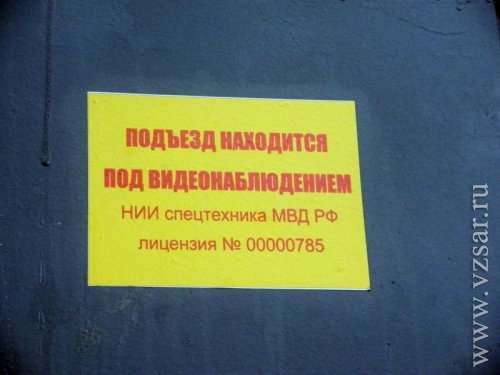 ПОДЪЕЗД НАХОДИТСЯ
ПОД ВИДЕОНАБЛЮДЕНИЕМ
НИИ спецтехника МВД РФ
лицензия № 00000785
www.vzsar.ru